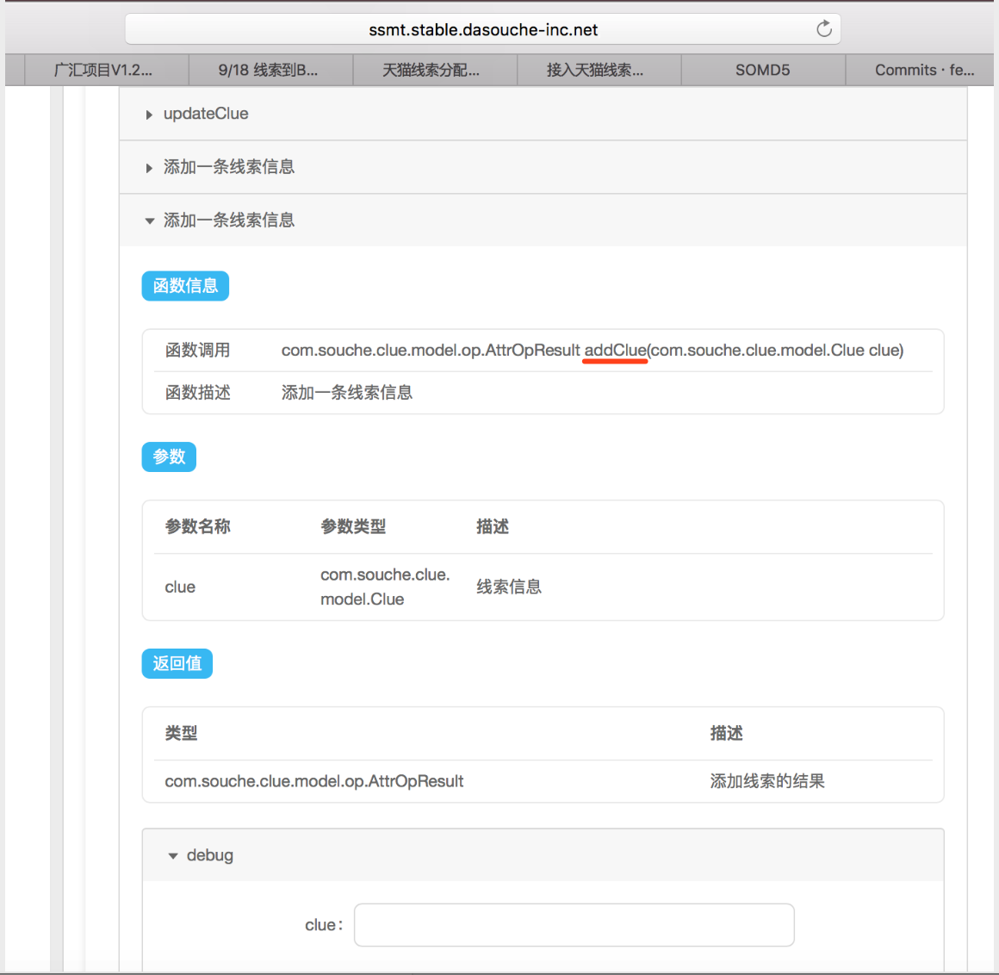 ssmt.stable.dasouche-inc.net
广汇项目V1.2... 9/18 线索到B... 天猫线索分配... 接入天猫线索... SOMD5 Commits · fe...
updateClue
添加一条线索信息
添加一条线索信息
函数信息
函数调用 com.souche.clue.model.op.AttrOpResult addClue(com.souche.clue.model.Clue clue)
函数描述 添加一条线索信息
参数
参数名称 参数类型 描述
clue com.souche.clue.model.Clue 线索信息
返回值
类型 描述
com.souche.clue.model.op.AttrOpResult 添加线索的结果
debug
clue: